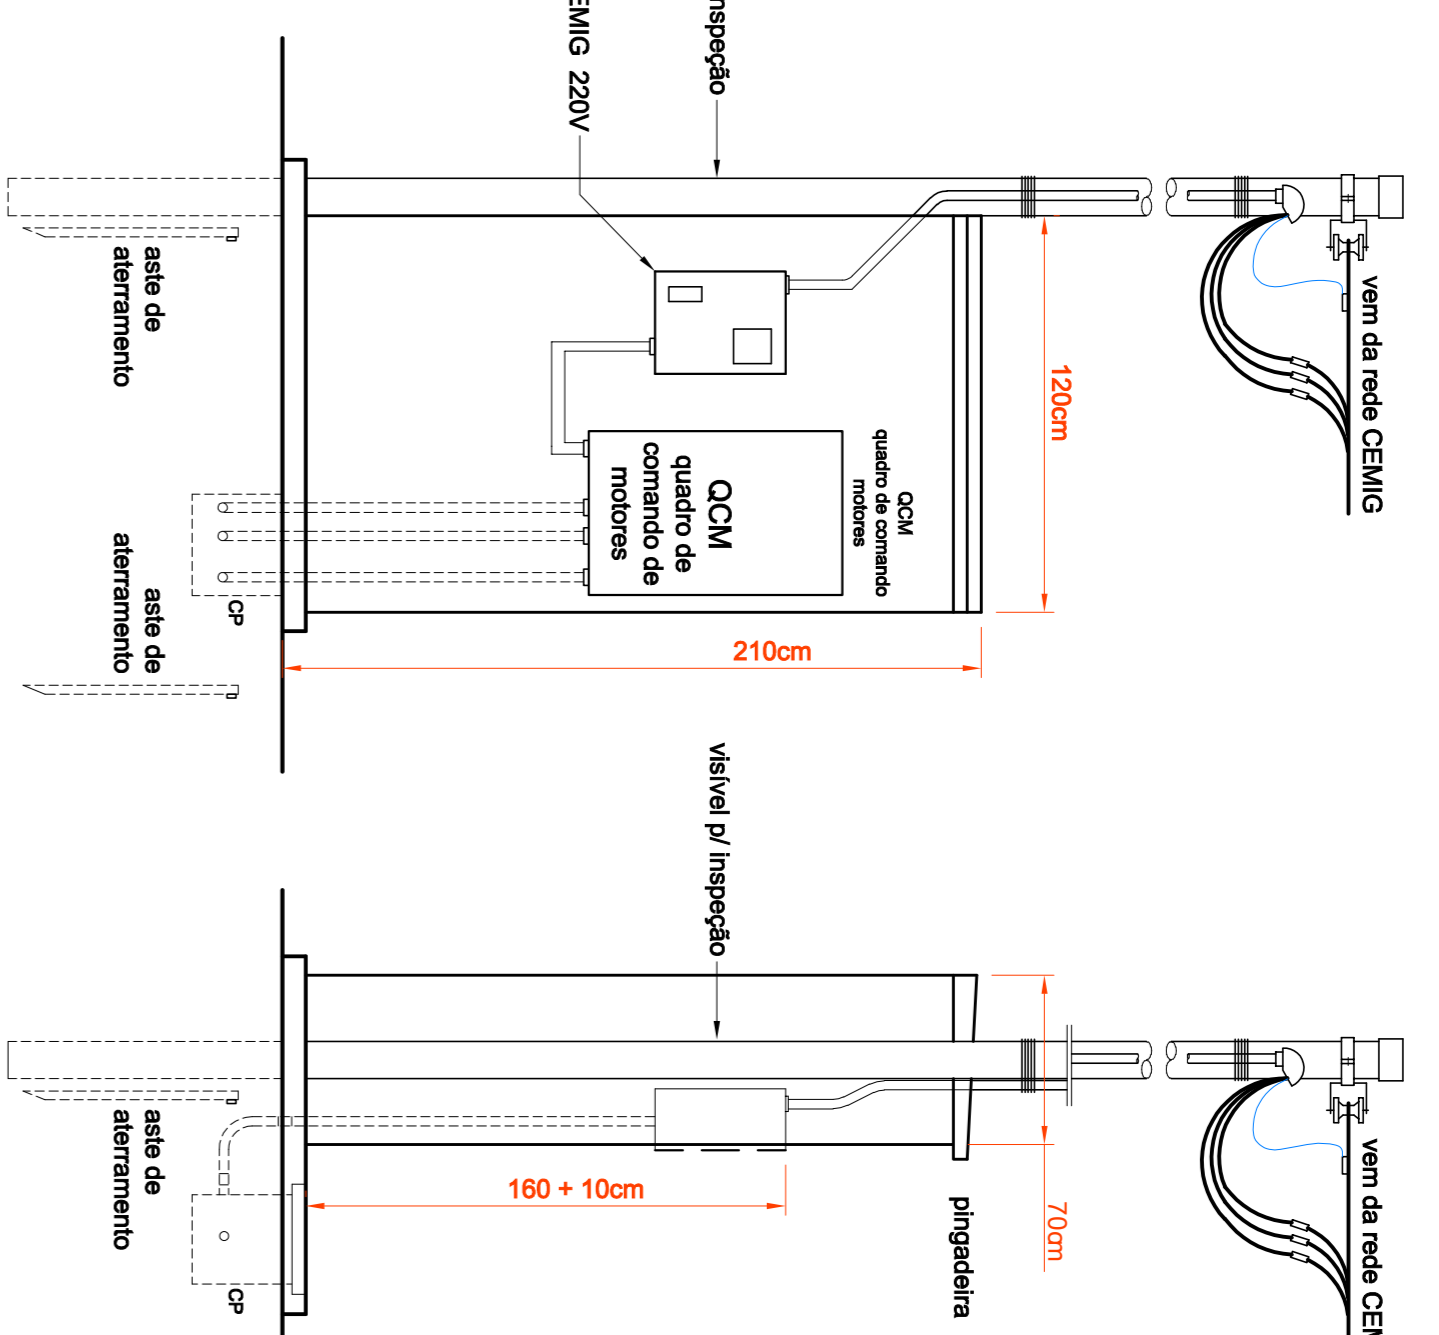 vem da rede CEMIG
120cm
QCM
quadro de comando
motores
QCM
quadro de
comando de
motores
nspeção
EMIG 220V
210cm
CP
aste de
aterramento
aste de
aterramento
vem da rede CEM
70cm
pingadeira
visível p/ inspeção
160 + 10cm
CP
aste de
aterramento